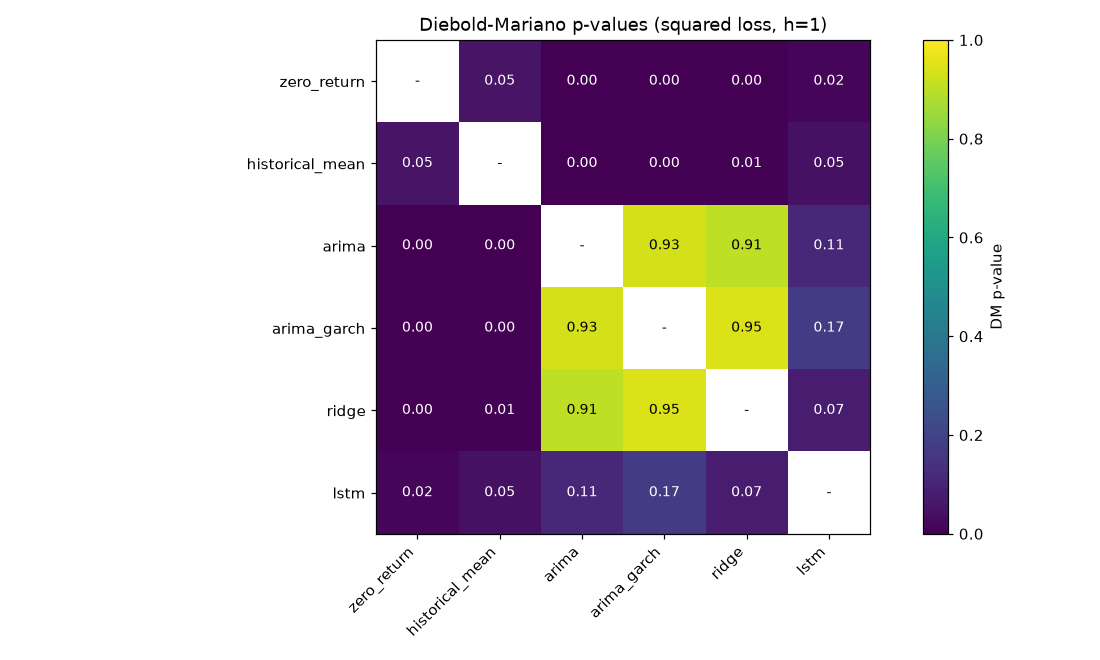 Diebold-Mariano p-values (squared loss, h=1)
zero_return - 0.05 0.00 0.00 0.00 0.02
historical_mean 0.05 - 0.00 0.00 0.01 0.05
arima 0.00 0.00 - 0.93 0.91 0.11
arima_garch 0.00 0.00 0.93 - 0.95 0.17
ridge 0.00 0.01 0.91 0.95 - 0.07
lstm 0.02 0.05 0.11 0.17 0.07 -
zero_return historical_mean arima arima_garch ridge lstm
1.0
0.8
0.6
0.4
0.2
0.0
DM p-value